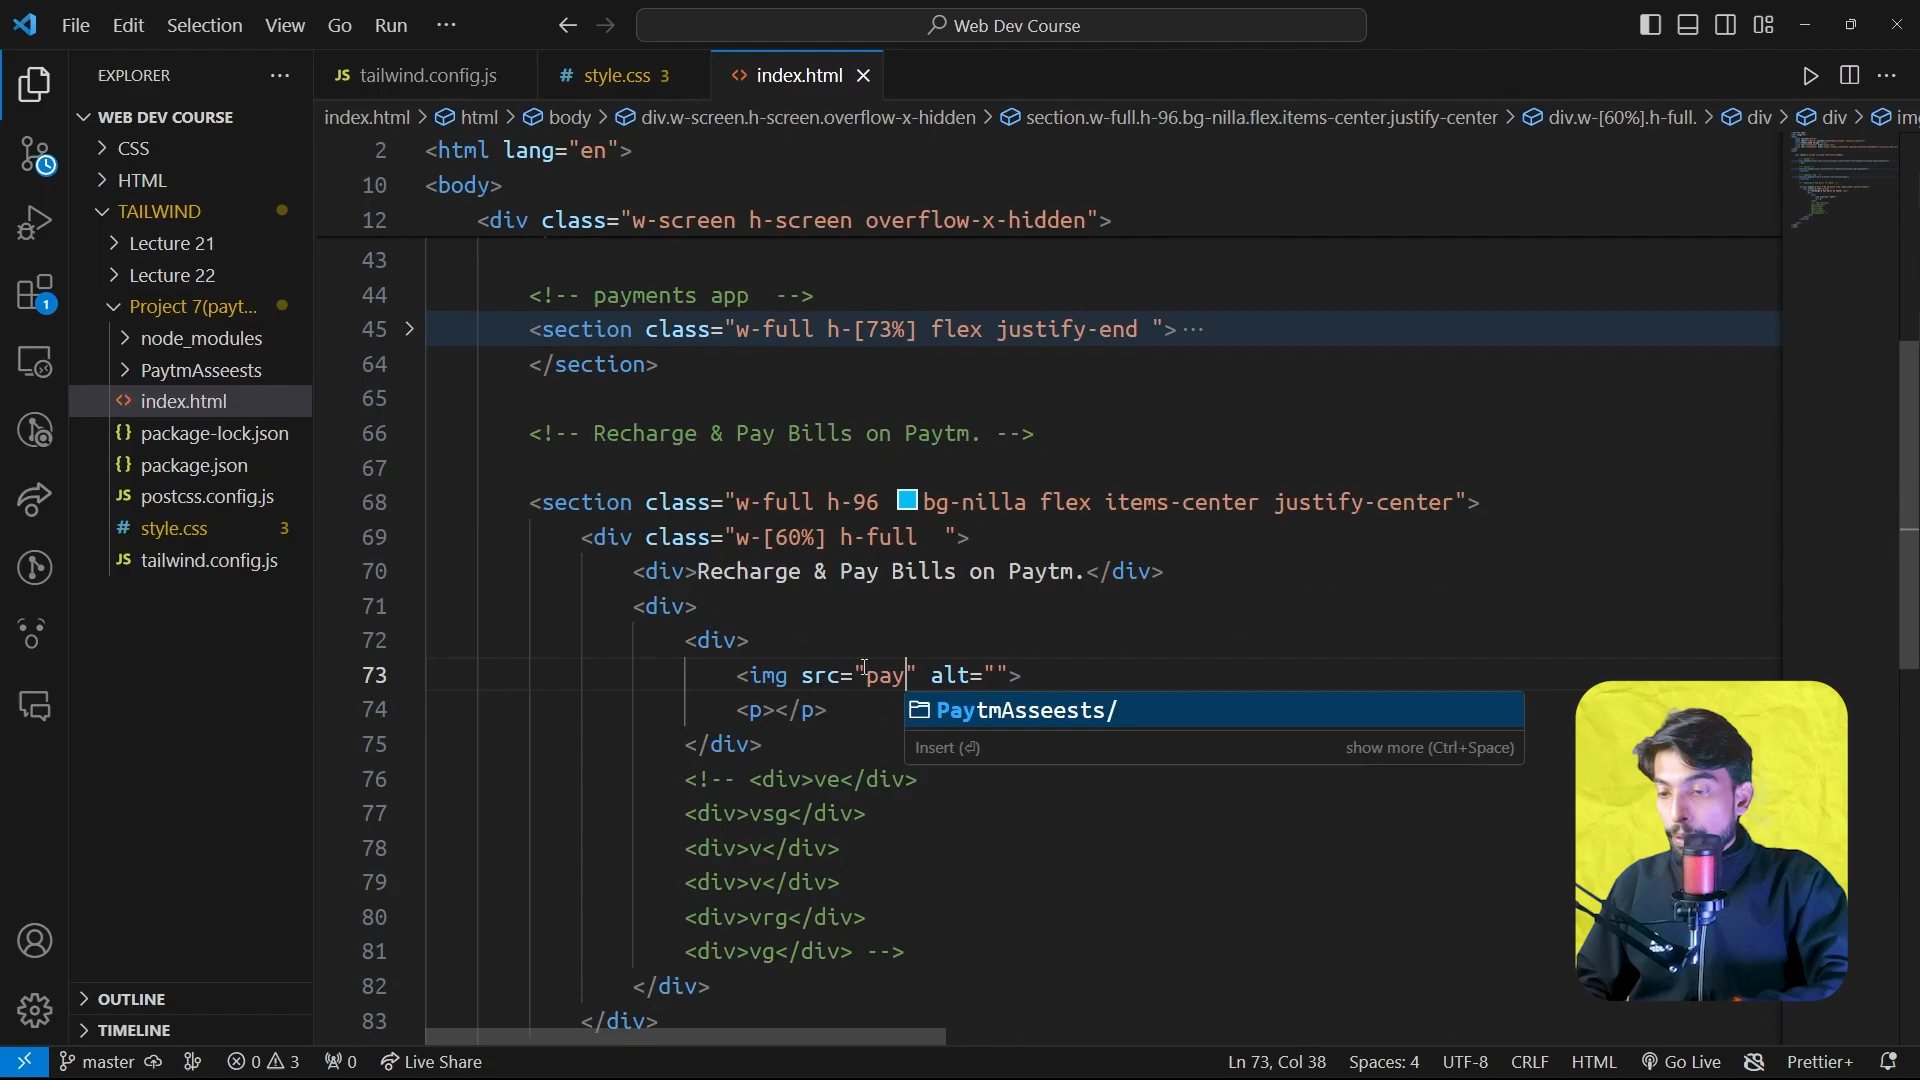 File Edit Selection View Go Run ··· Web Dev Course
EXPLORER ···
JS tailwind.config.js # style.css 3 <> index.html
index.html > html > body > div.w-screen.h-screen.overflow-x-hidden > section.w-full.h-96.bg-nilla.flex.items-center.justify-center > div.w-[60%].h-full. > div > div > im
WEB DEV COURSE
CSS
HTML
TAILWIND
Lecture 21
Lecture 22
Project 7(payt...
node_modules
PaytmAsseests
<> index.html
{} package-lock.json
{} package.json
JS postcss.config.js
# style.css 3
JS tailwind.config.js
1
OUTLINE
TIMELINE
2 <html lang="en">
10 <body>
12 <div class="w-screen h-screen overflow-x-hidden">
43
44 <!-- payments app  -->
45 <section class="w-full h-[73%] flex justify-end ">···
64 </section>
65
66 <!-- Recharge & Pay Bills on Paytm. -->
67
68 <section class="w-full h-96 bg-nilla flex items-center justify-center">
69 <div class="w-[60%] h-full  ">
70 <div>Recharge & Pay Bills on Paytm.</div>
71 <div>
72 <div>
73 <img src="pay" alt="">
74 <p></p>
PaytmAsseests/
Insert (⏎) show more (Ctrl+Space)
75 </div>
76 <!-- <div>ve</div>
77 <div>vsg</div>
78 <div>v</div>
79 <div>v</div>
80 <div>vrg</div>
81 <div>vg</div> -->
82 </div>
83 </div>
master 0 3 0 Live Share Ln 73, Col 38 Spaces: 4 UTF-8 CRLF HTML Go Live Prettier+